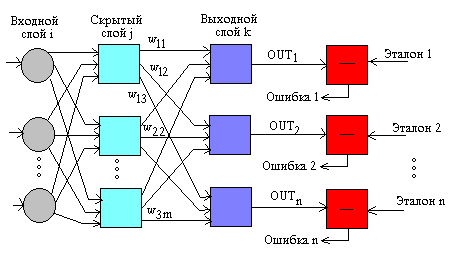 Входной слой i
Скрытый слой j
Выходной слой k
w11
w12
w13
w22
w3m
OUT1
Эталон 1
Ошибка 1
OUT2
Эталон 2
Ошибка 2
OUTn
Эталон n
Ошибка n